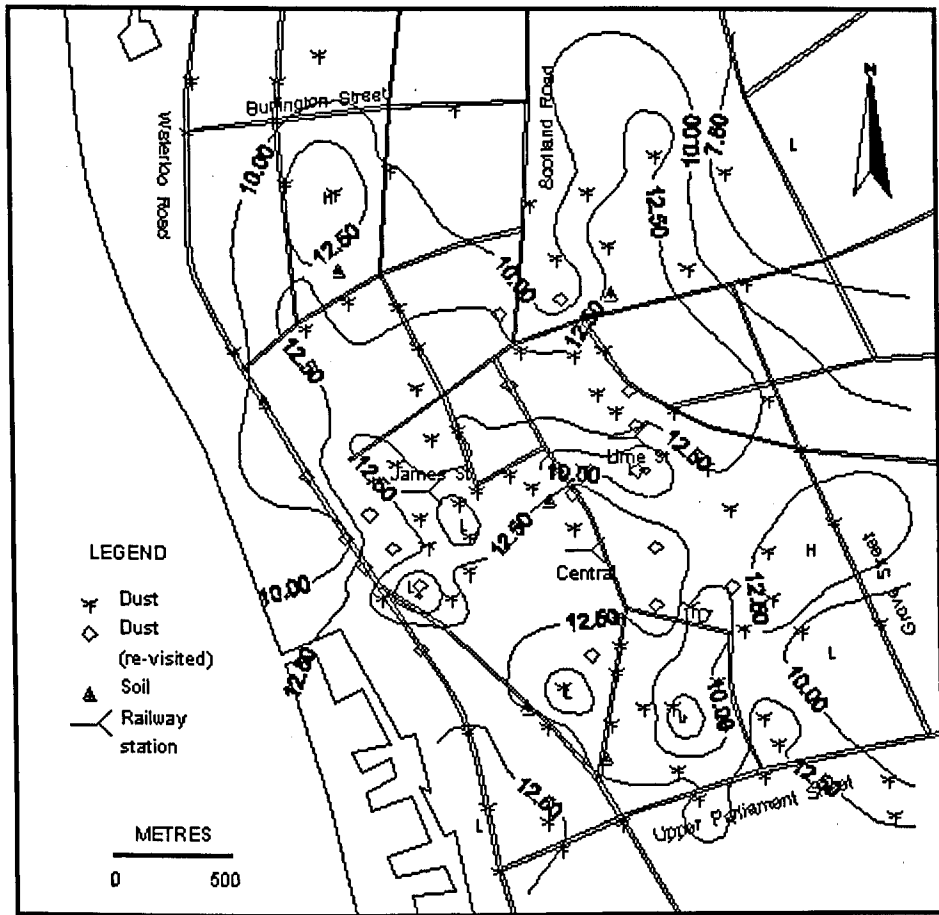 Burlington Street
Scotland Road
Waterloo Road
N
10.00
10.00
7.50
12.50
L
H
12.50
10.00
12.50
12.50
12.50
12.50
Lime St
James St
10.00
12.50
L
12.50
H
Central
Grove Street
10.00
L
12.50
12.50
L
12.50
L
10.00
L
10.00
12.50
12.50
L
Upper Parliament Street
LEGEND
Dust
Dust
(re-visited)
Soil
Railway
station
METRES
0 500